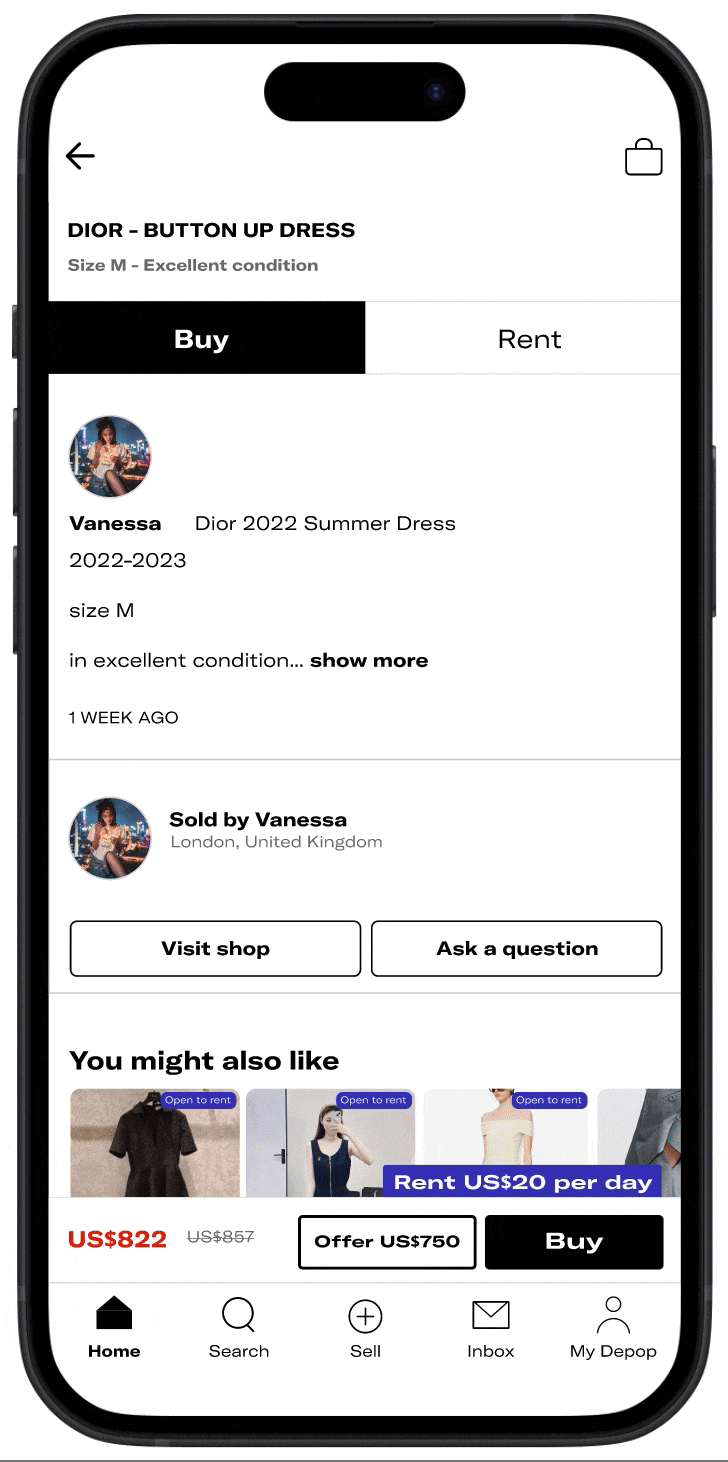 DIOR - BUTTON UP DRESS
Size M - Excellent condition
Buy
Rent
Vanessa Dior 2022 Summer Dress
2022-2023
size M
in excellent condition... show more
1 WEEK AGO
Sold by Vanessa
London, United Kingdom
Visit shop
Ask a question
You might also like
Open to rent
Open to rent
Open to rent
Rent US$20 per day
US$822 US$857
Offer US$750
Buy
Home
Search
Sell
Inbox
My Depop